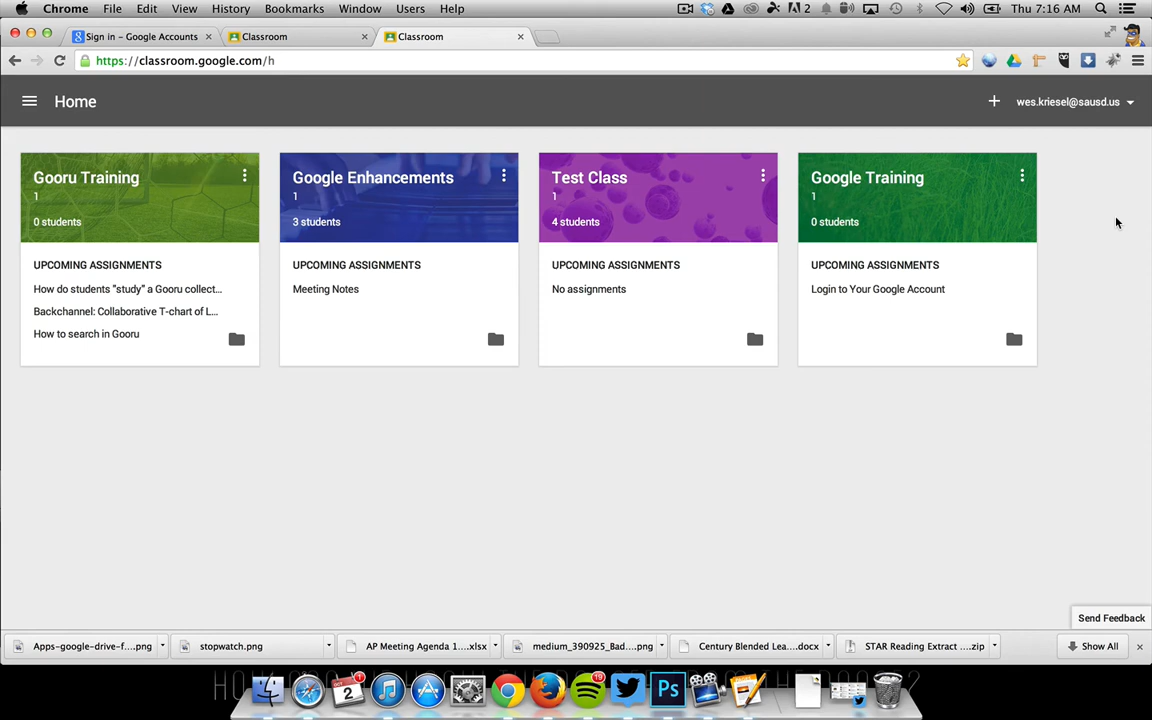 Chrome File Edit View History Bookmarks Window Users Help 2 Thu 7:16 AM
Sign in – Google Accounts Classroom Classroom
https://classroom.google.com/h
Home wes.kriesel@sausd.us
Gooru Training
1
0 students
UPCOMING ASSIGNMENTS
How do students "study" a Gooru collect...
Backchannel: Collaborative T-chart of L...
How to search in Gooru
Google Enhancements
1
3 students
UPCOMING ASSIGNMENTS
Meeting Notes
Test Class
1
4 students
UPCOMING ASSIGNMENTS
No assignments
Google Training
1
0 students
UPCOMING ASSIGNMENTS
Login to Your Google Account
Send Feedback
Apps-google-drive-f....png stopwatch.png AP Meeting Agenda 1....xlsx medium_390925_Bad....png Century Blended Lea....docx STAR Reading Extract ....zip Show All
2 1 19 Ps